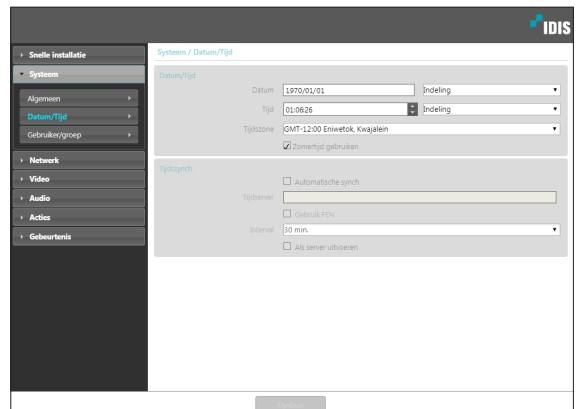 IDIS
Snelle installatie
Systeem
Algemeen
Datum/Tijd
Gebruiker/groep
Netwerk
Video
Audio
Acties
Gebeurtenis
Systeem / Datum/Tijd
Datum/Tijd
Datum 1970/01/01 Indeling
Tijd 01:06:26 Indeling
Tijdszone GMT-12:00 Eniwetok, Kwajalein
Zomertijd gebruiken
Tijdssynch
Automatische synch
Tijdserver
Gebruik FEN
Interval 30 min.
Als server uitvoeren